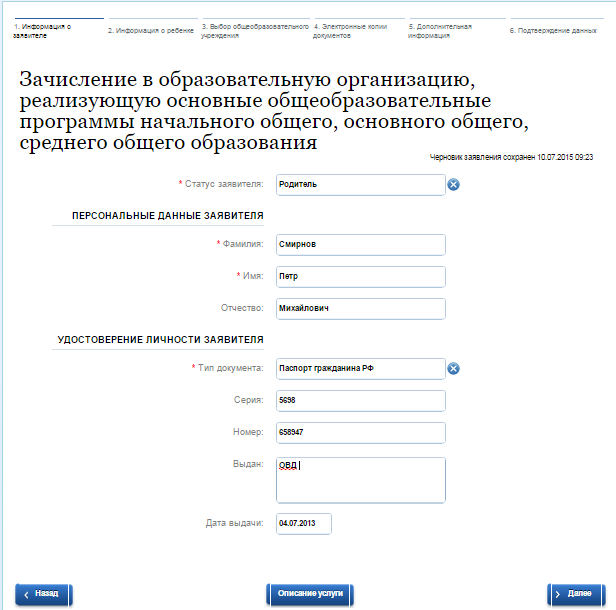 1. Информация о
заявителе
2. Информация о ребенке
3. Выбор общеобразовательного
учреждения
4. Электронные копии
документов
5. Дополнительная
информация
6. Подтверждение данных
Зачисление в образовательную организацию,
реализующую основные общеобразовательные
программы начального общего, основного общего,
среднего общего образования
Черновик заявления сохранен 10.07.2015 09:23
* Статус заявителя: Родитель
ПЕРСОНАЛЬНЫЕ ДАННЫЕ ЗАЯВИТЕЛЯ
* Фамилия: Смирнов
* Имя: Петр
Отчество: Михайлович
УДОСТОВЕРЕНИЕ ЛИЧНОСТИ ЗАЯВИТЕЛЯ
* Тип документа: Паспорт гражданина РФ
Серия: 5698
Номер: 658947
Выдан: ОВД
Дата выдачи: 04.07.2013
Назад Описание услуги Далее